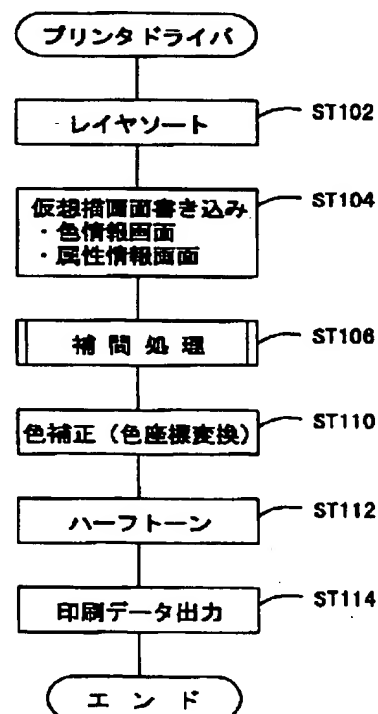 プリンタドライバ
レイヤソート
ST102
仮想描画面書き込み
・色情報画面
・属性情報画面
ST104
補間処理
ST106
色補正（色座標変換）
ST110
ハーフトーン
ST112
印刷データ出力
ST114
エンド